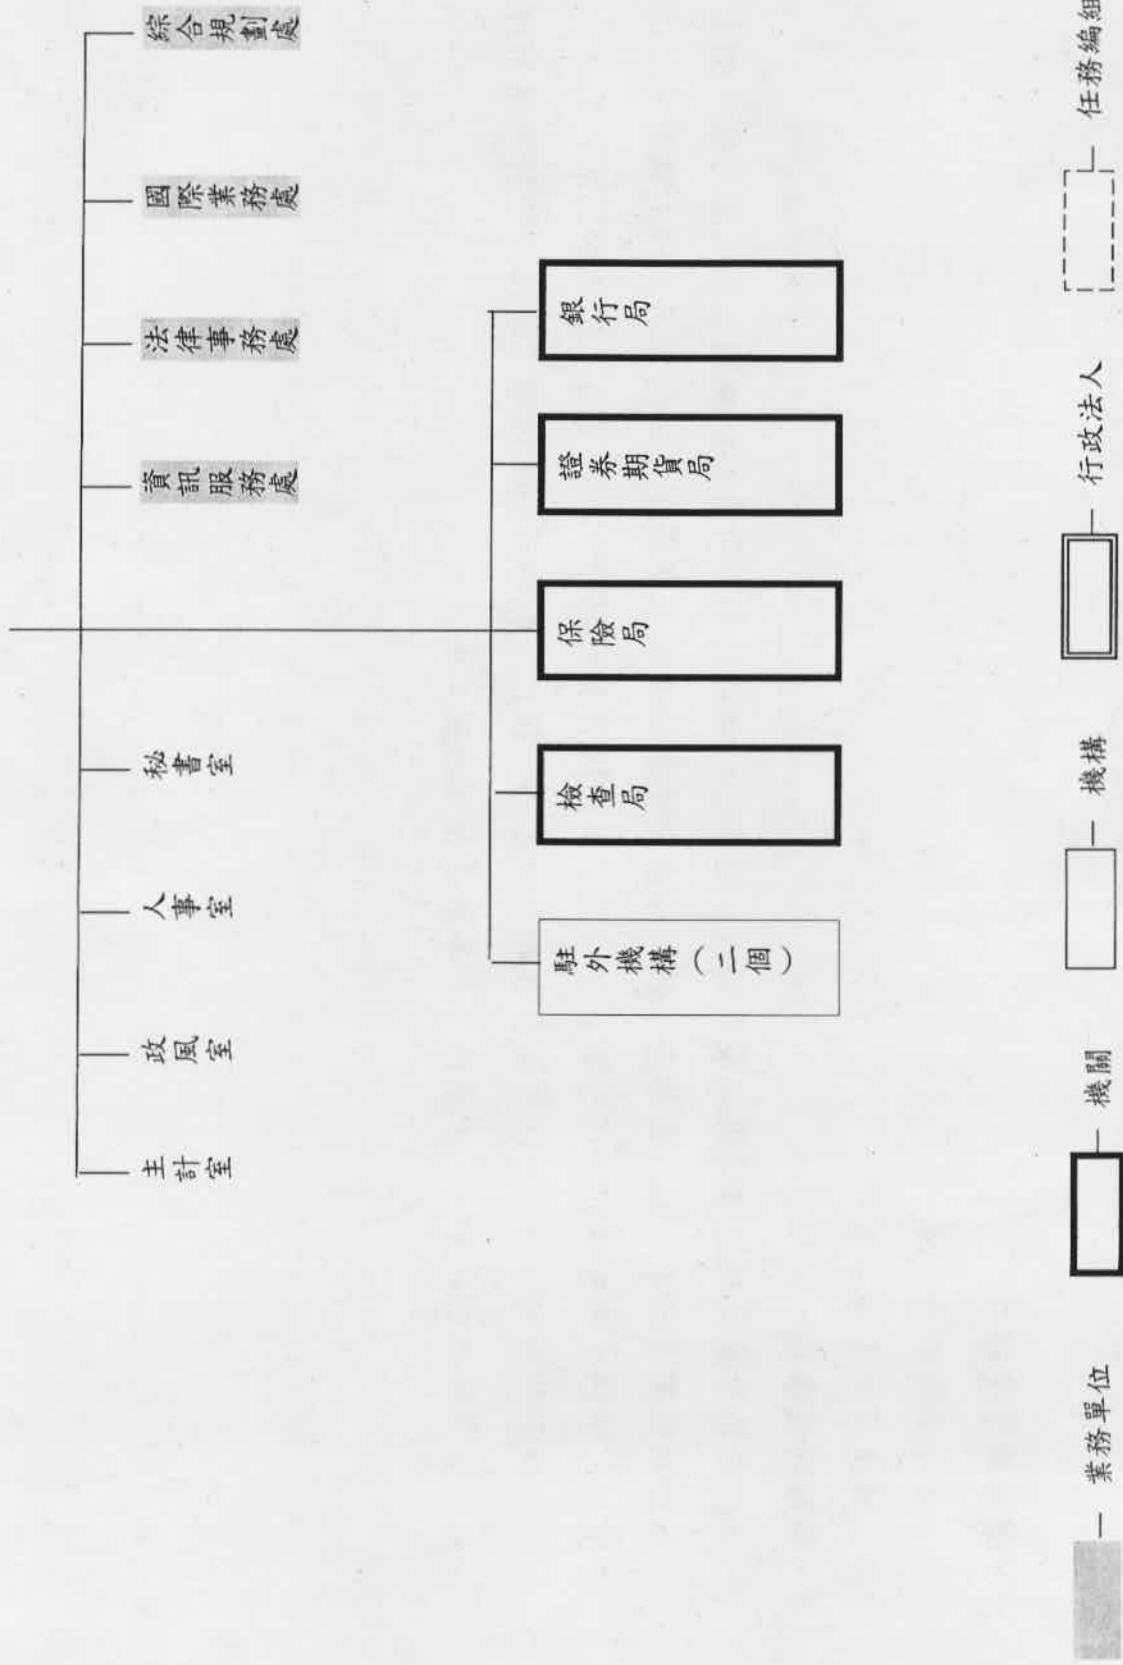 綜合規劃處
國際業務處
法律事務處
資訊服務處
秘書室
人事室
政風室
主計室
銀行局
證券期貨局
保險局
檢查局
駐外機構(二個)
業務單位
機關
機構
行政法人
任務編組